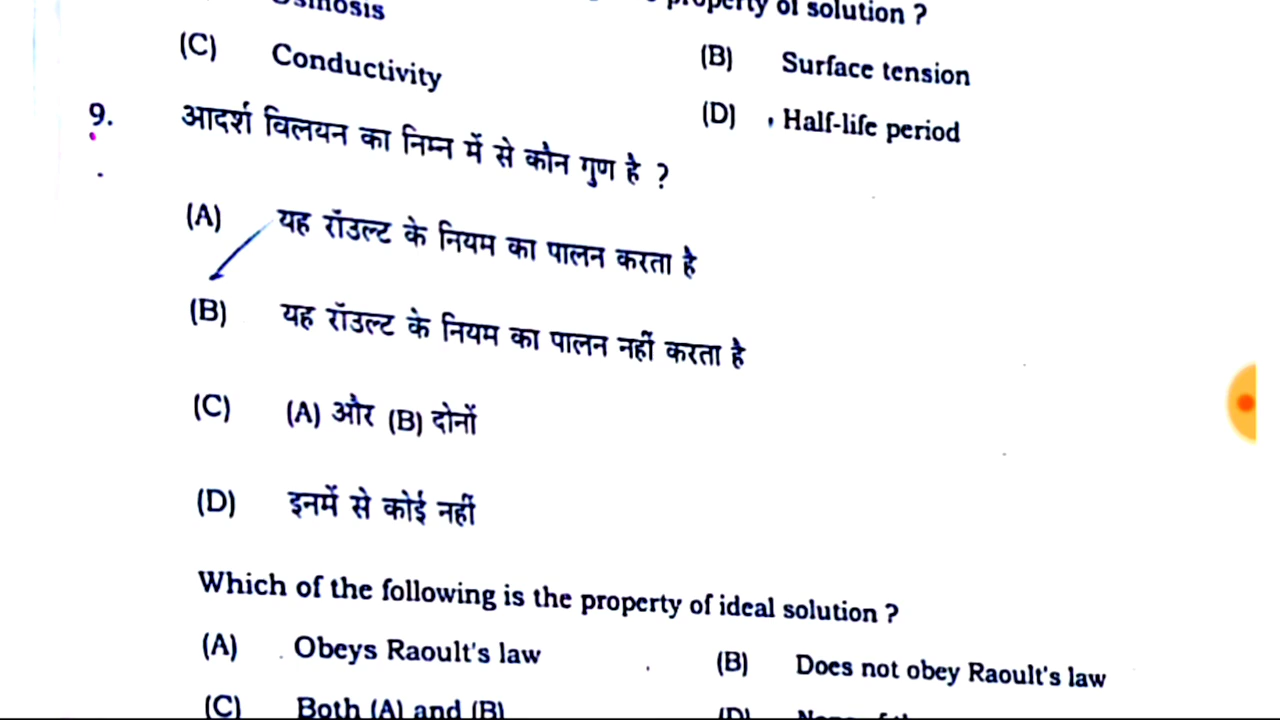 Osmosis
property of solution ?
(C) Conductivity
(B) Surface tension
(D) Half-life period
9. आदर्श विलयन का निम्न में से कौन गुण है ?
(A) यह रॉउल्ट के नियम का पालन करता है
(B) यह रॉउल्ट के नियम का पालन नहीं करता है
(C) (A) और (B) दोनों
(D) इनमें से कोई नहीं
Which of the following is the property of ideal solution ?
(A) Obeys Raoult's law
(B) Does not obey Raoult's law
(C) Both (A) and (B)
(D)